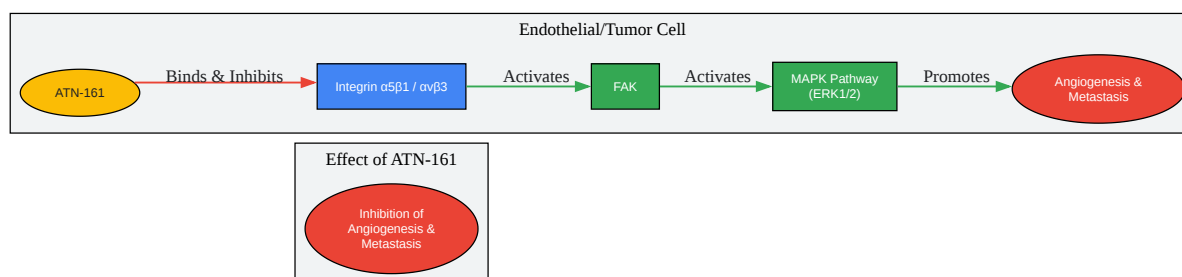 Endothelial/Tumor Cell
ATN-161
Binds & Inhibits
Integrin α5β1 / αvβ3
Activates
FAK
Activates
MAPK Pathway
(ERK1/2)
Promotes
Angiogenesis &
Metastasis
Effect of ATN-161
Inhibition of
Angiogenesis &
Metastasis